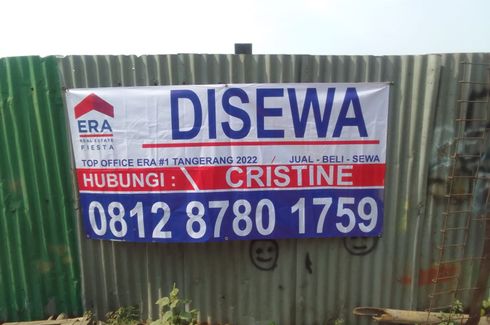 ERA
REAL ESTATE
FIESTA
DISEWA
TOP OFFICE ERA #1 TANGERANG 2022 / JUAL - BELI - SEWA
HUBUNGI : \ CRISTINE
0812 8780 1759